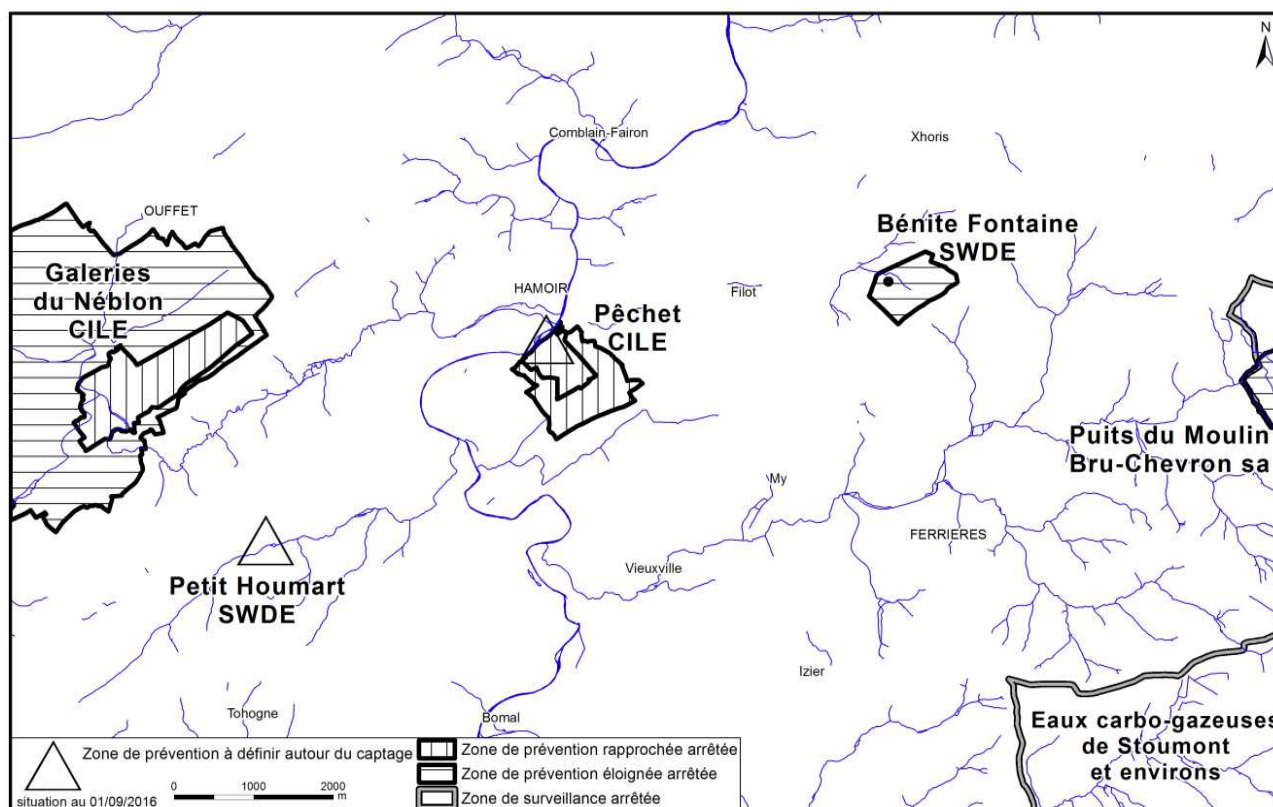 N
Comblain-Fairon
Xhoris
OUFFET
Bénite Fontaine
SWDE
Galeries
du Néblon
CILE
HAMOIR
Filot
Pêchet
CILE
Puits du Moulin
Bru-Chevron sa
My
FERRIERES
Petit Houmart
SWDE
Vieuxville
Izier
Tohogne
Bomal
Eaux carbo-gazeuses
de Stoumont
et environs
Zone de prévention à définir autour du captage
situation au 01/09/2016
0 1000 2000
m
Zone de prévention rapprochée arrêtée
Zone de prévention éloignée arrêtée
Zone de surveillance arrêtée